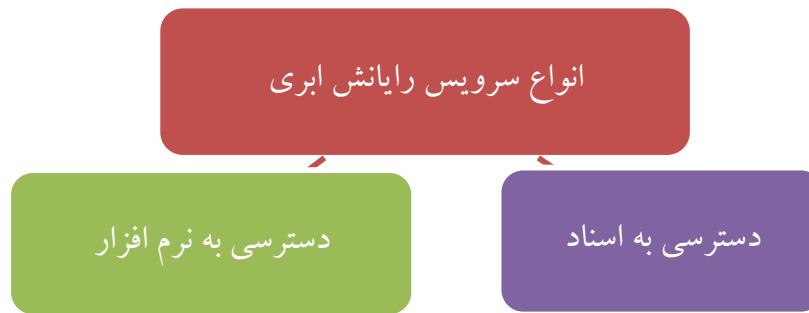 انواع سرویس رایانش ابری
دسترسی به اسناد
دسترسی به نرم افزار